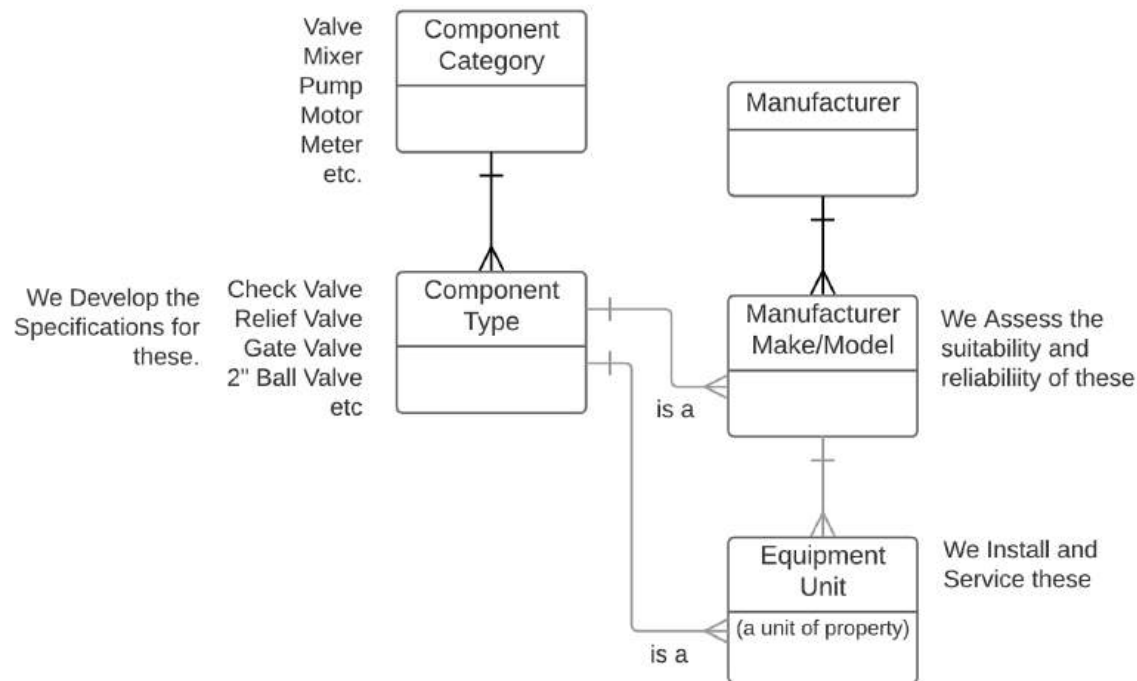 Valve
Mixer
Pump
Motor
Meter
etc.
Component
Category
Manufacturer
We Develop the
Specifications for
these.
Check Valve
Relief Valve
Gate Valve
2" Ball Valve
etc
Component
Type
is a
Manufacturer
Make/Model
We Assess the
suitability and
reliabiliity of these
is a
Equipment
Unit
(a unit of property)
We Install and
Service these